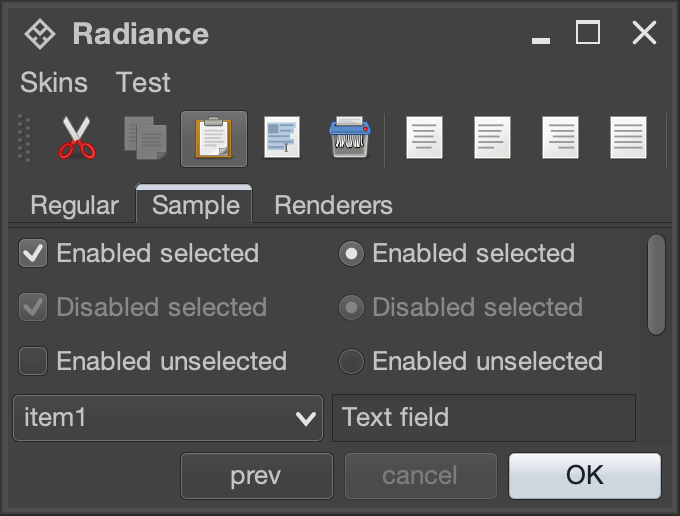 Radiance
Skins Test
Regular Sample Renderers
Enabled selected Enabled selected
Disabled selected Disabled selected
Enabled unselected Enabled unselected
item1 Text field
prev cancel OK